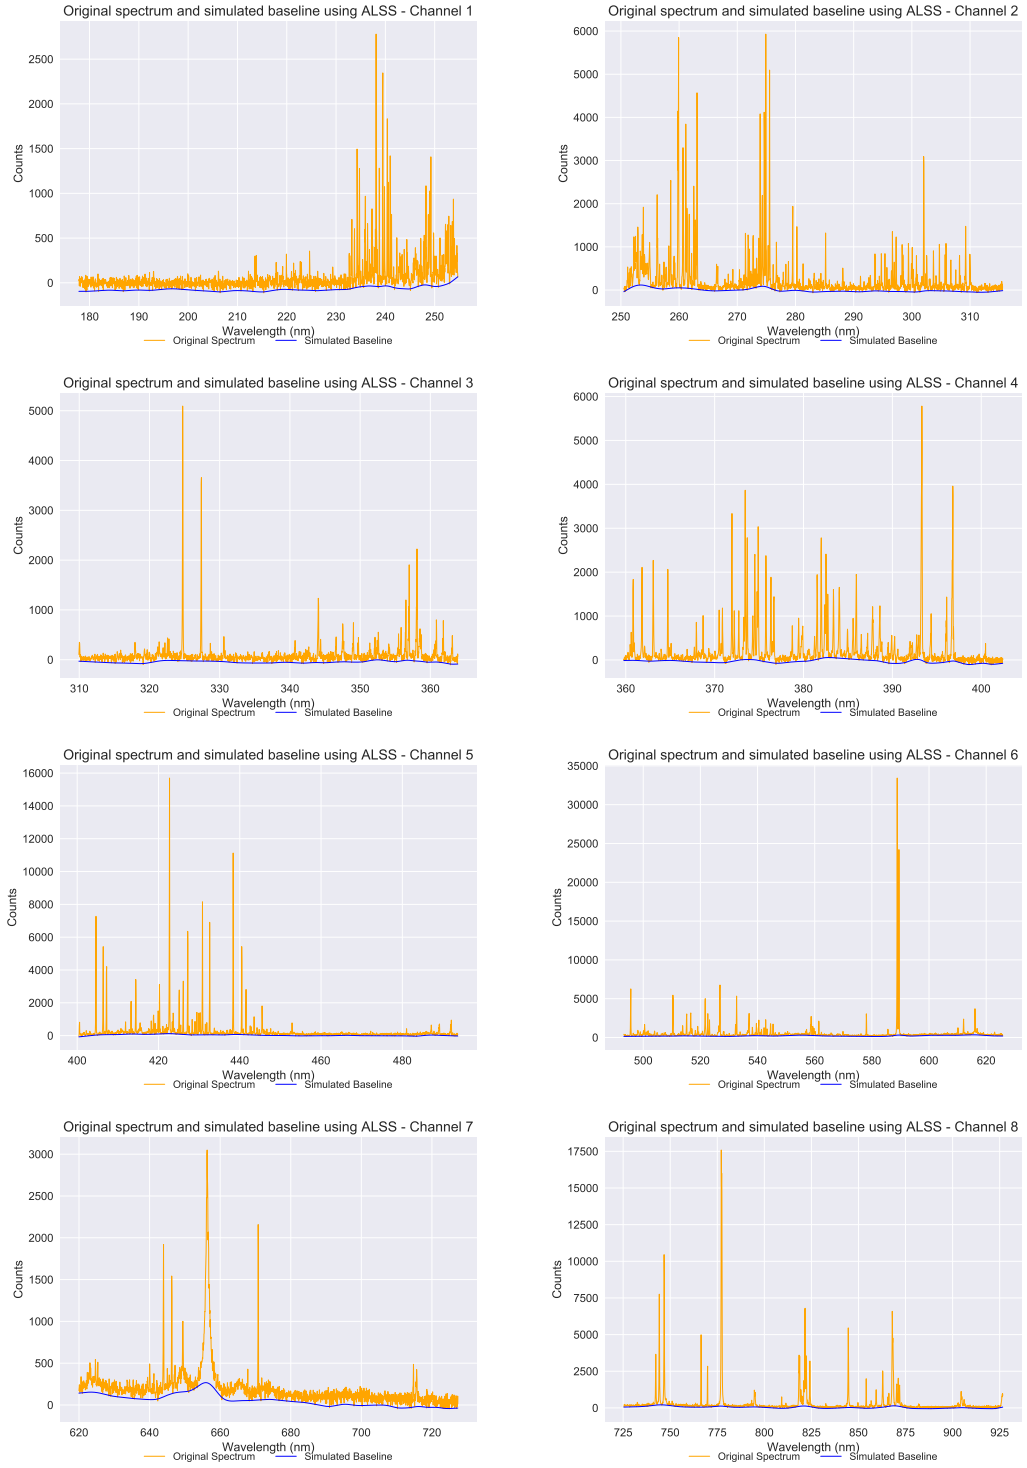 Original spectrum and simulated baseline using ALSS - Channel 1
2500
2000
1500
1000
500
0
Counts
180 190 200 210 220 230 240 250
Wavelength (nm)
Original Spectrum Simulated Baseline
Original spectrum and simulated baseline using ALSS - Channel 2
6000
5000
4000
3000
2000
1000
0
Counts
250 260 270 280 290 300 310
Wavelength (nm)
Original Spectrum Simulated Baseline
Original spectrum and simulated baseline using ALSS - Channel 3
5000
4000
3000
2000
1000
0
Counts
310 320 330 340 350 360
Wavelength (nm)
Original Spectrum Simulated Baseline
Original spectrum and simulated baseline using ALSS - Channel 4
6000
5000
4000
3000
2000
1000
0
Counts
360 370 380 390 400
Wavelength (nm)
Original Spectrum Simulated Baseline
Original spectrum and simulated baseline using ALSS - Channel 5
16000
14000
12000
10000
8000
6000
4000
2000
0
Counts
400 420 440 460 480
Wavelength (nm)
Original Spectrum Simulated Baseline
Original spectrum and simulated baseline using ALSS - Channel 6
35000
30000
25000
20000
15000
10000
5000
0
Counts
500 520 540 560 580 600 620
Wavelength (nm)
Original Spectrum Simulated Baseline
Original spectrum and simulated baseline using ALSS - Channel 7
3000
2500
2000
1500
1000
500
0
Counts
620 640 660 680 700 720
Wavelength (nm)
Original Spectrum Simulated Baseline
Original spectrum and simulated baseline using ALSS - Channel 8
17500
15000
12500
10000
7500
5000
2500
0
Counts
725 750 775 800 825 850 875 900 925
Wavelength (nm)
Original Spectrum Simulated Baseline